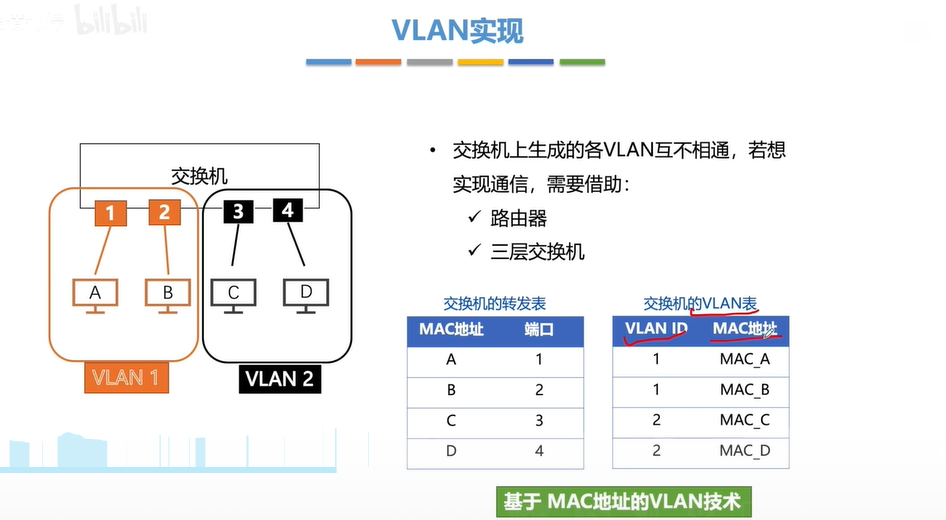 bilibili
VLAN实现
交换机
1
2
3
4
A
B
C
D
VLAN 1
VLAN 2
• 交换机上生成的各VLAN互不相通，若想
实现通信，需要借助：
✓ 路由器
✓ 三层交换机
交换机的转发表
MAC地址 端口
A 1
B 2
C 3
D 4
交换机的VLAN表
VLAN ID MAC地址
1 MAC_A
1 MAC_B
2 MAC_C
2 MAC_D
基于 MAC地址的VLAN技术